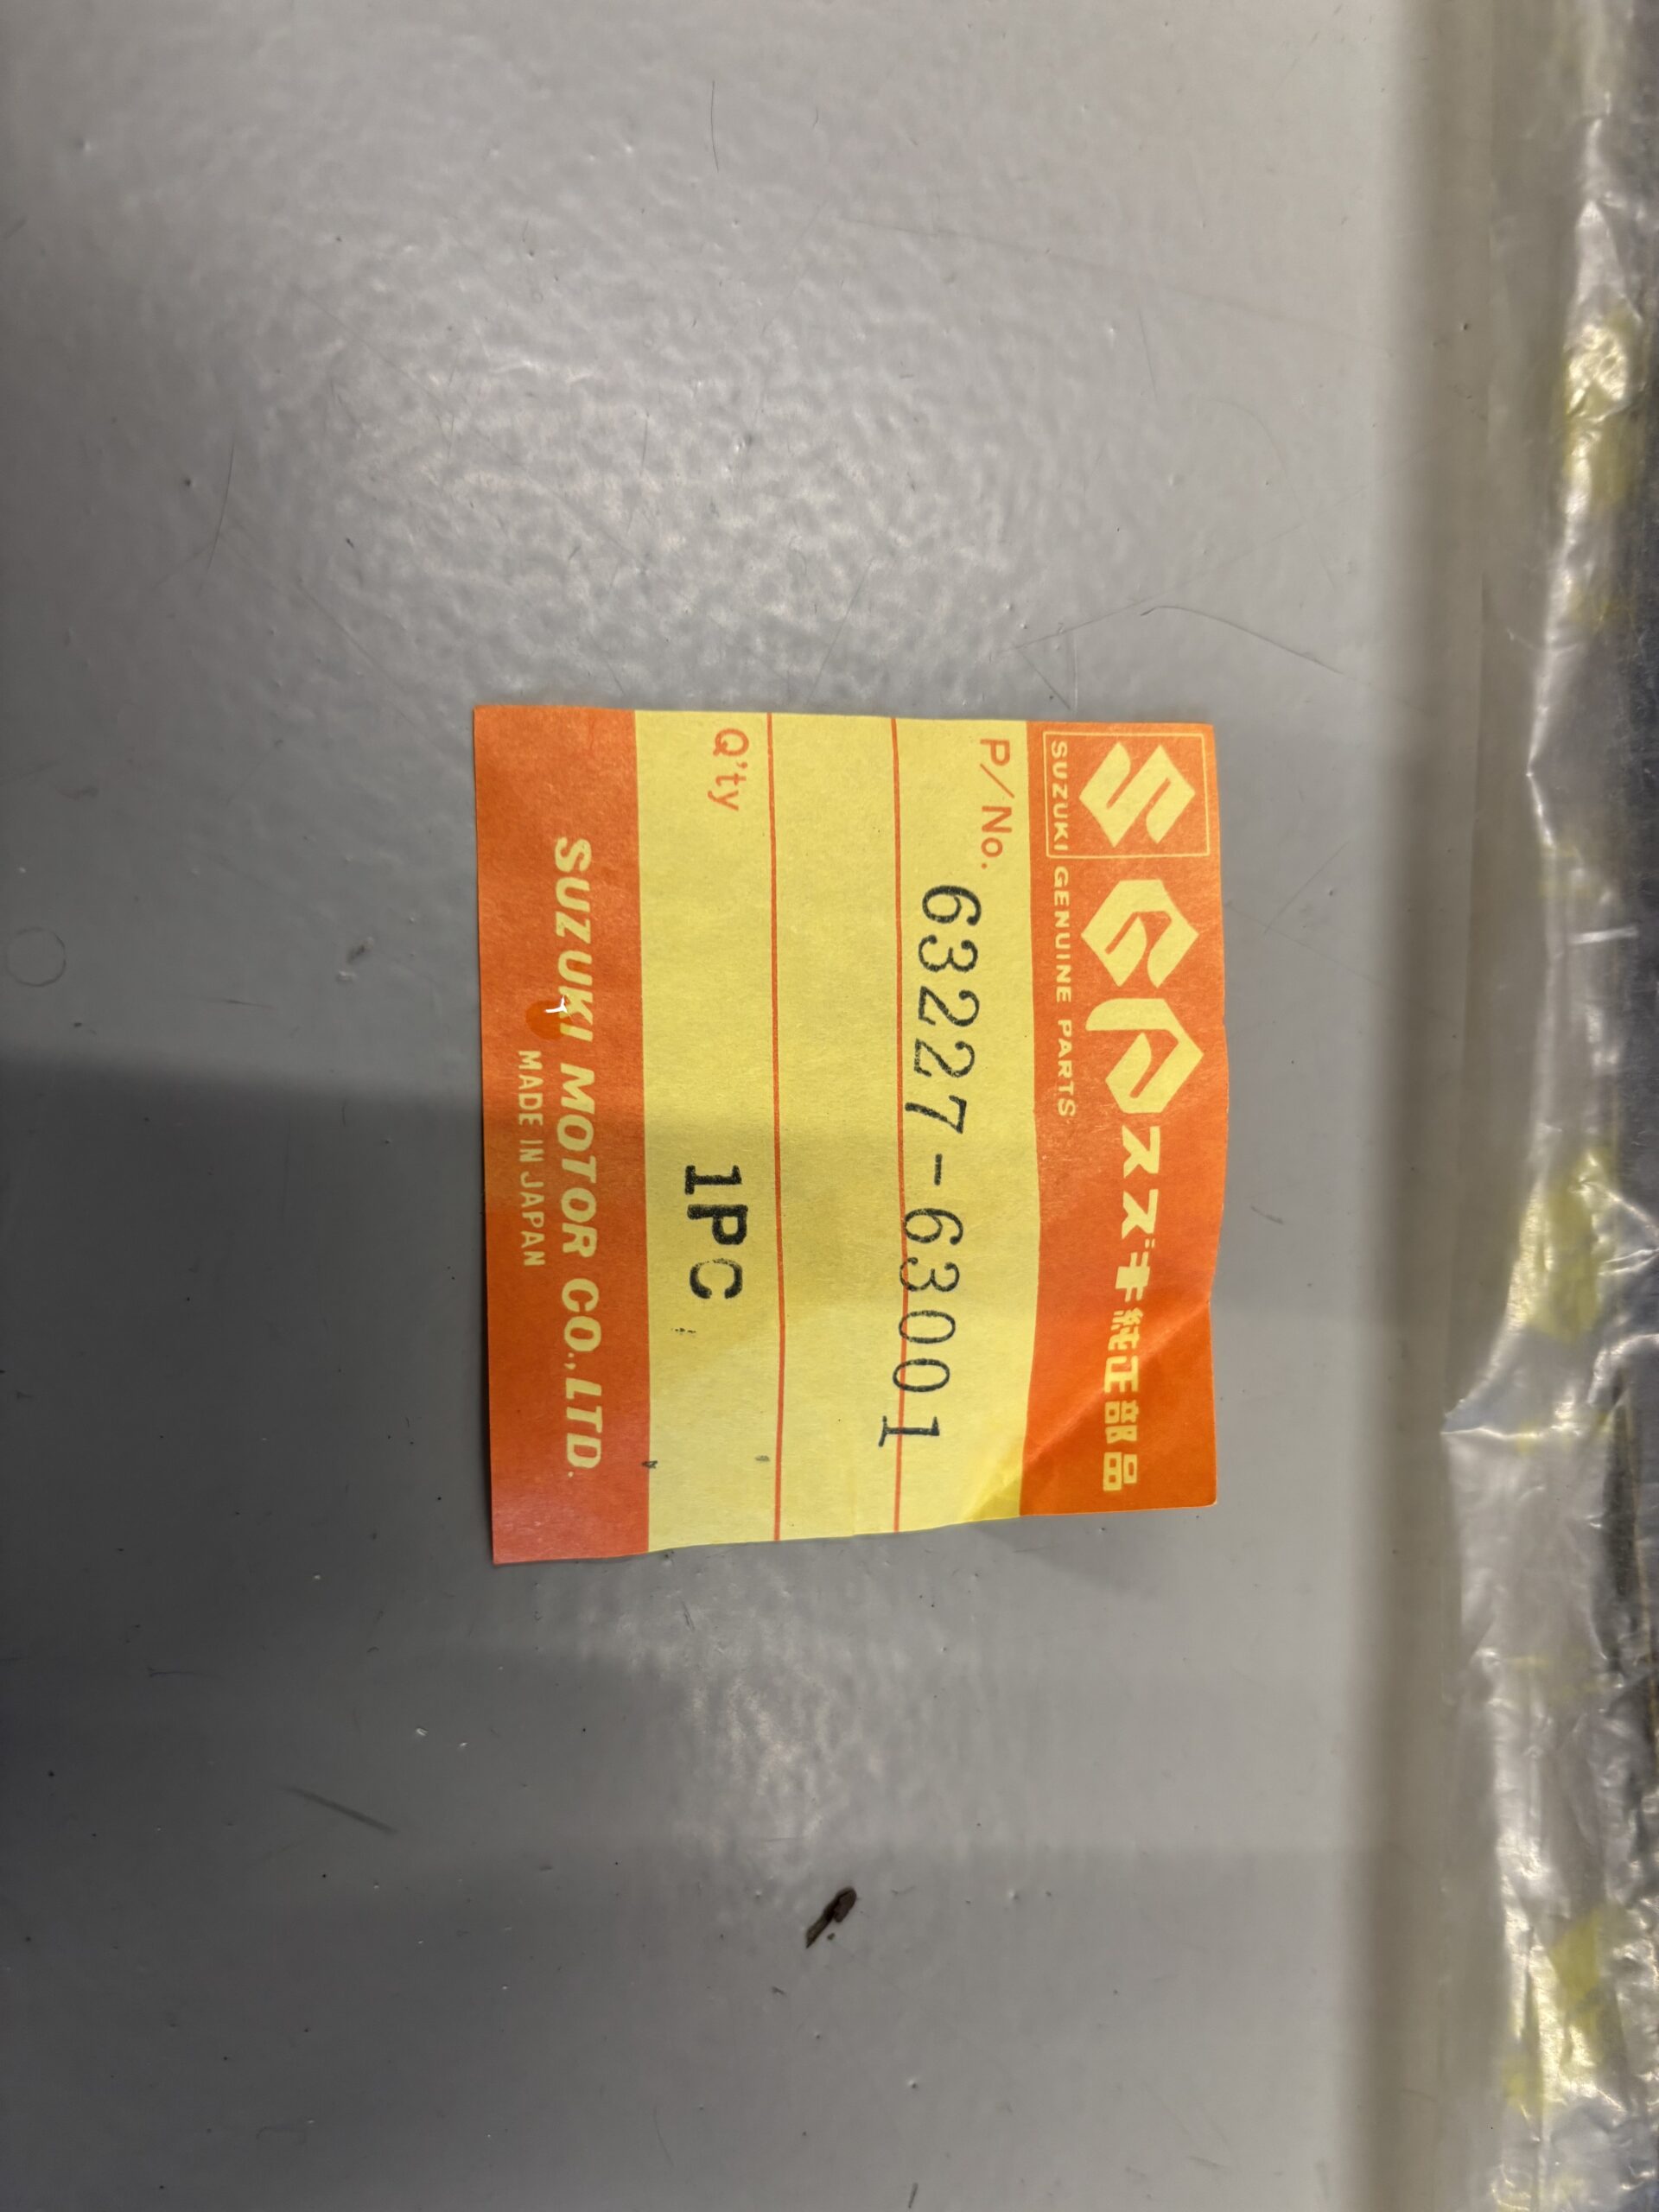 SGP スズキ純正部品
SUZUKI GENUINE PARTS
P/No. 63227-63001
Q'ty 1PC
SUZUKI MOTOR CO.,LTD.
MADE IN JAPAN